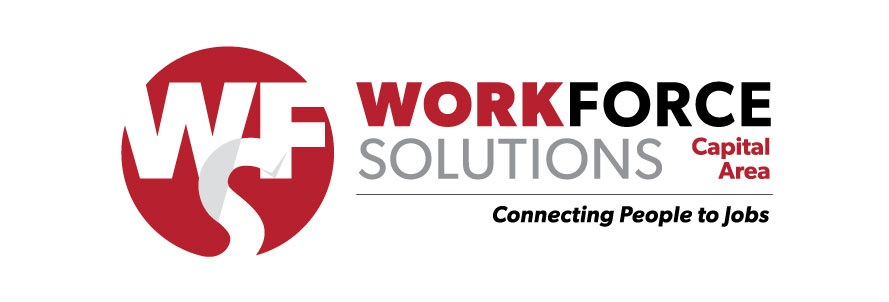 WSF
WORKFORCE
SOLUTIONS
Capital
Area
Connecting People to Jobs